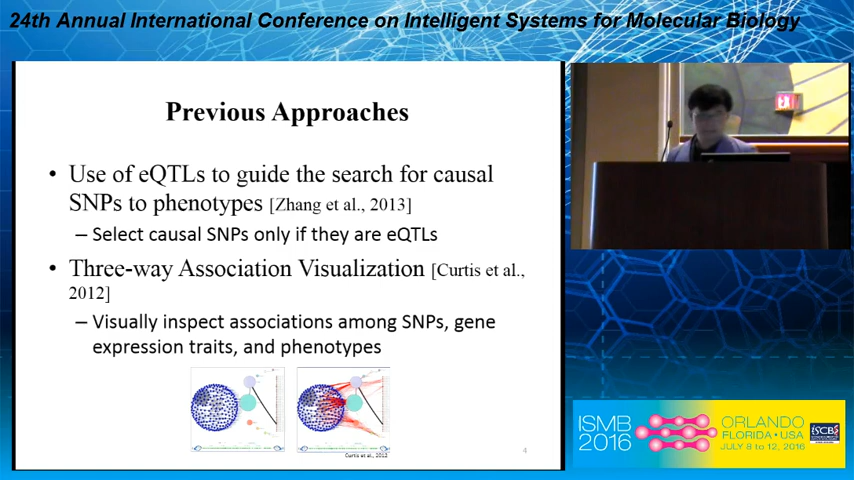 24th Annual International Conference on Intelligent Systems for Molecular Biology
Previous Approaches
• Use of eQTLs to guide the search for causal
SNPs to phenotypes [Zhang et al., 2013]
– Select causal SNPs only if they are eQTLs
• Three-way Association Visualization [Curtis et al.,
2012]
– Visually inspect associations among SNPs, gene
expression traits, and phenotypes
Curtis et al., 2012
4
ISMB
2016
ORLANDO
FLORIDA • USA
JULY 8 to 12, 2016
ISCB